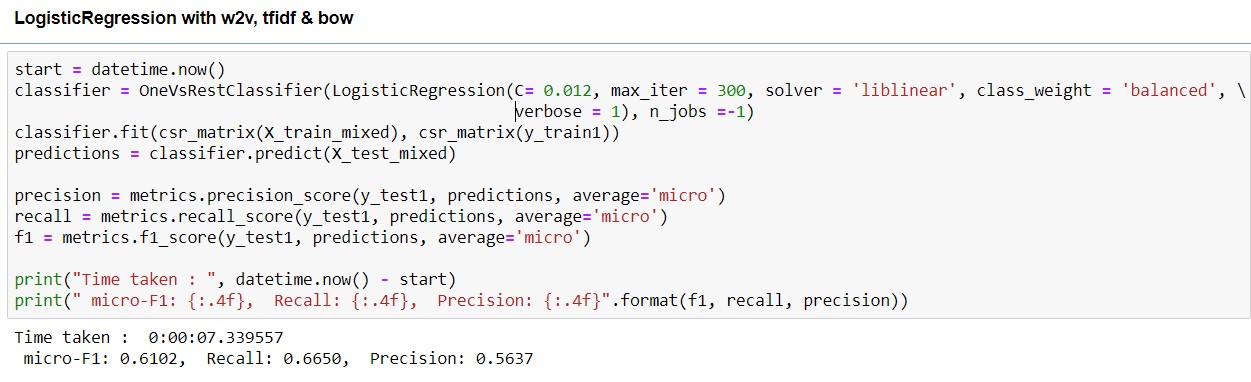 LogisticRegression with w2v, tfidf & bow
start = datetime.now()
classifier = OneVsRestClassifier(LogisticRegression(C= 0.012, max_iter = 300, solver = 'liblinear', class_weight = 'balanced', \
verbose = 1), n_jobs =-1)
classifier.fit(csr_matrix(X_train_mixed), csr_matrix(y_train1))
predictions = classifier.predict(X_test_mixed)
precision = metrics.precision_score(y_test1, predictions, average='micro')
recall = metrics.recall_score(y_test1, predictions, average='micro')
f1 = metrics.f1_score(y_test1, predictions, average='micro')
print("Time taken : ", datetime.now() - start)
print(" micro-F1: {:.4f},  Recall: {:.4f},  Precision: {:.4f}".format(f1, recall, precision))
Time taken :  0:00:07.339557
 micro-F1: 0.6102,  Recall: 0.6650,  Precision: 0.5637